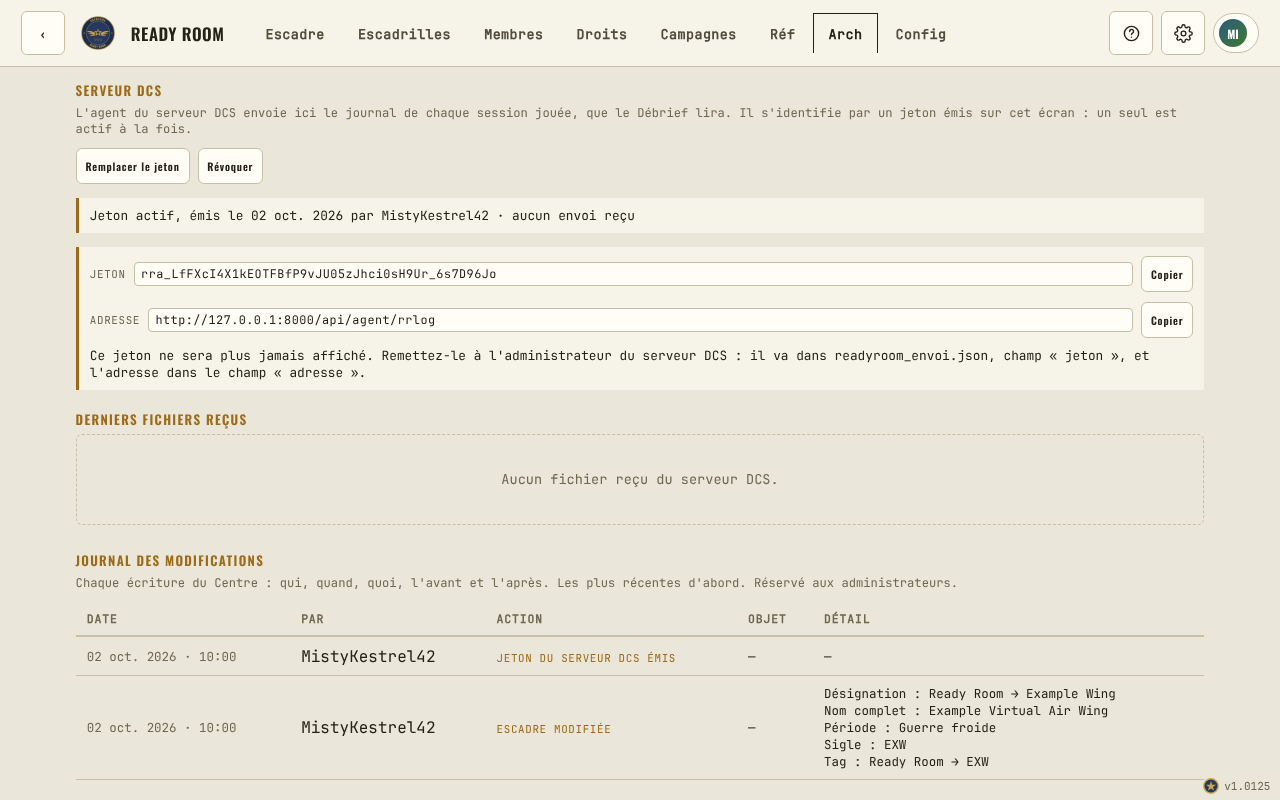 ‹
READY ROOM
Escadre
Escadrilles
Membres
Droits
Campagnes
Réf
Arch
Config
MI
SERVEUR DCS
L'agent du serveur DCS envoie ici le journal de chaque session jouée, que le Débrief lira. Il s'identifie par un jeton émis sur cet écran : un seul est
actif à la fois.
Remplacer le jeton
Révoquer
Jeton actif, émis le 02 oct. 2026 par MistyKestrel42 · aucun envoi reçu
JETON rra_LfFXcI4X1kEOTFBfP9vJU05zJhci0sH9Ur_6s7D96Jo Copier
ADRESSE http://127.0.0.1:8000/api/agent/rrlog Copier
Ce jeton ne sera plus jamais affiché. Remettez-le à l'administrateur du serveur DCS : il va dans readyroom_envoi.json, champ « jeton », et
l'adresse dans le champ « adresse ».
DERNIERS FICHIERS REÇUS
Aucun fichier reçu du serveur DCS.
JOURNAL DES MODIFICATIONS
Chaque écriture du Centre : qui, quand, quoi, l'avant et l'après. Les plus récentes d'abord. Réservé aux administrateurs.
DATE PAR ACTION OBJET DÉTAIL
02 oct. 2026 · 10:00 MistyKestrel42 JETON DU SERVEUR DCS ÉMIS — —
02 oct. 2026 · 10:00 MistyKestrel42 ESCADRE MODIFIÉE —
Désignation : Ready Room → Example Wing
Nom complet : Example Virtual Air Wing
Période : Guerre froide
Sigle : EXW
Tag : Ready Room → EXW
v1.0125